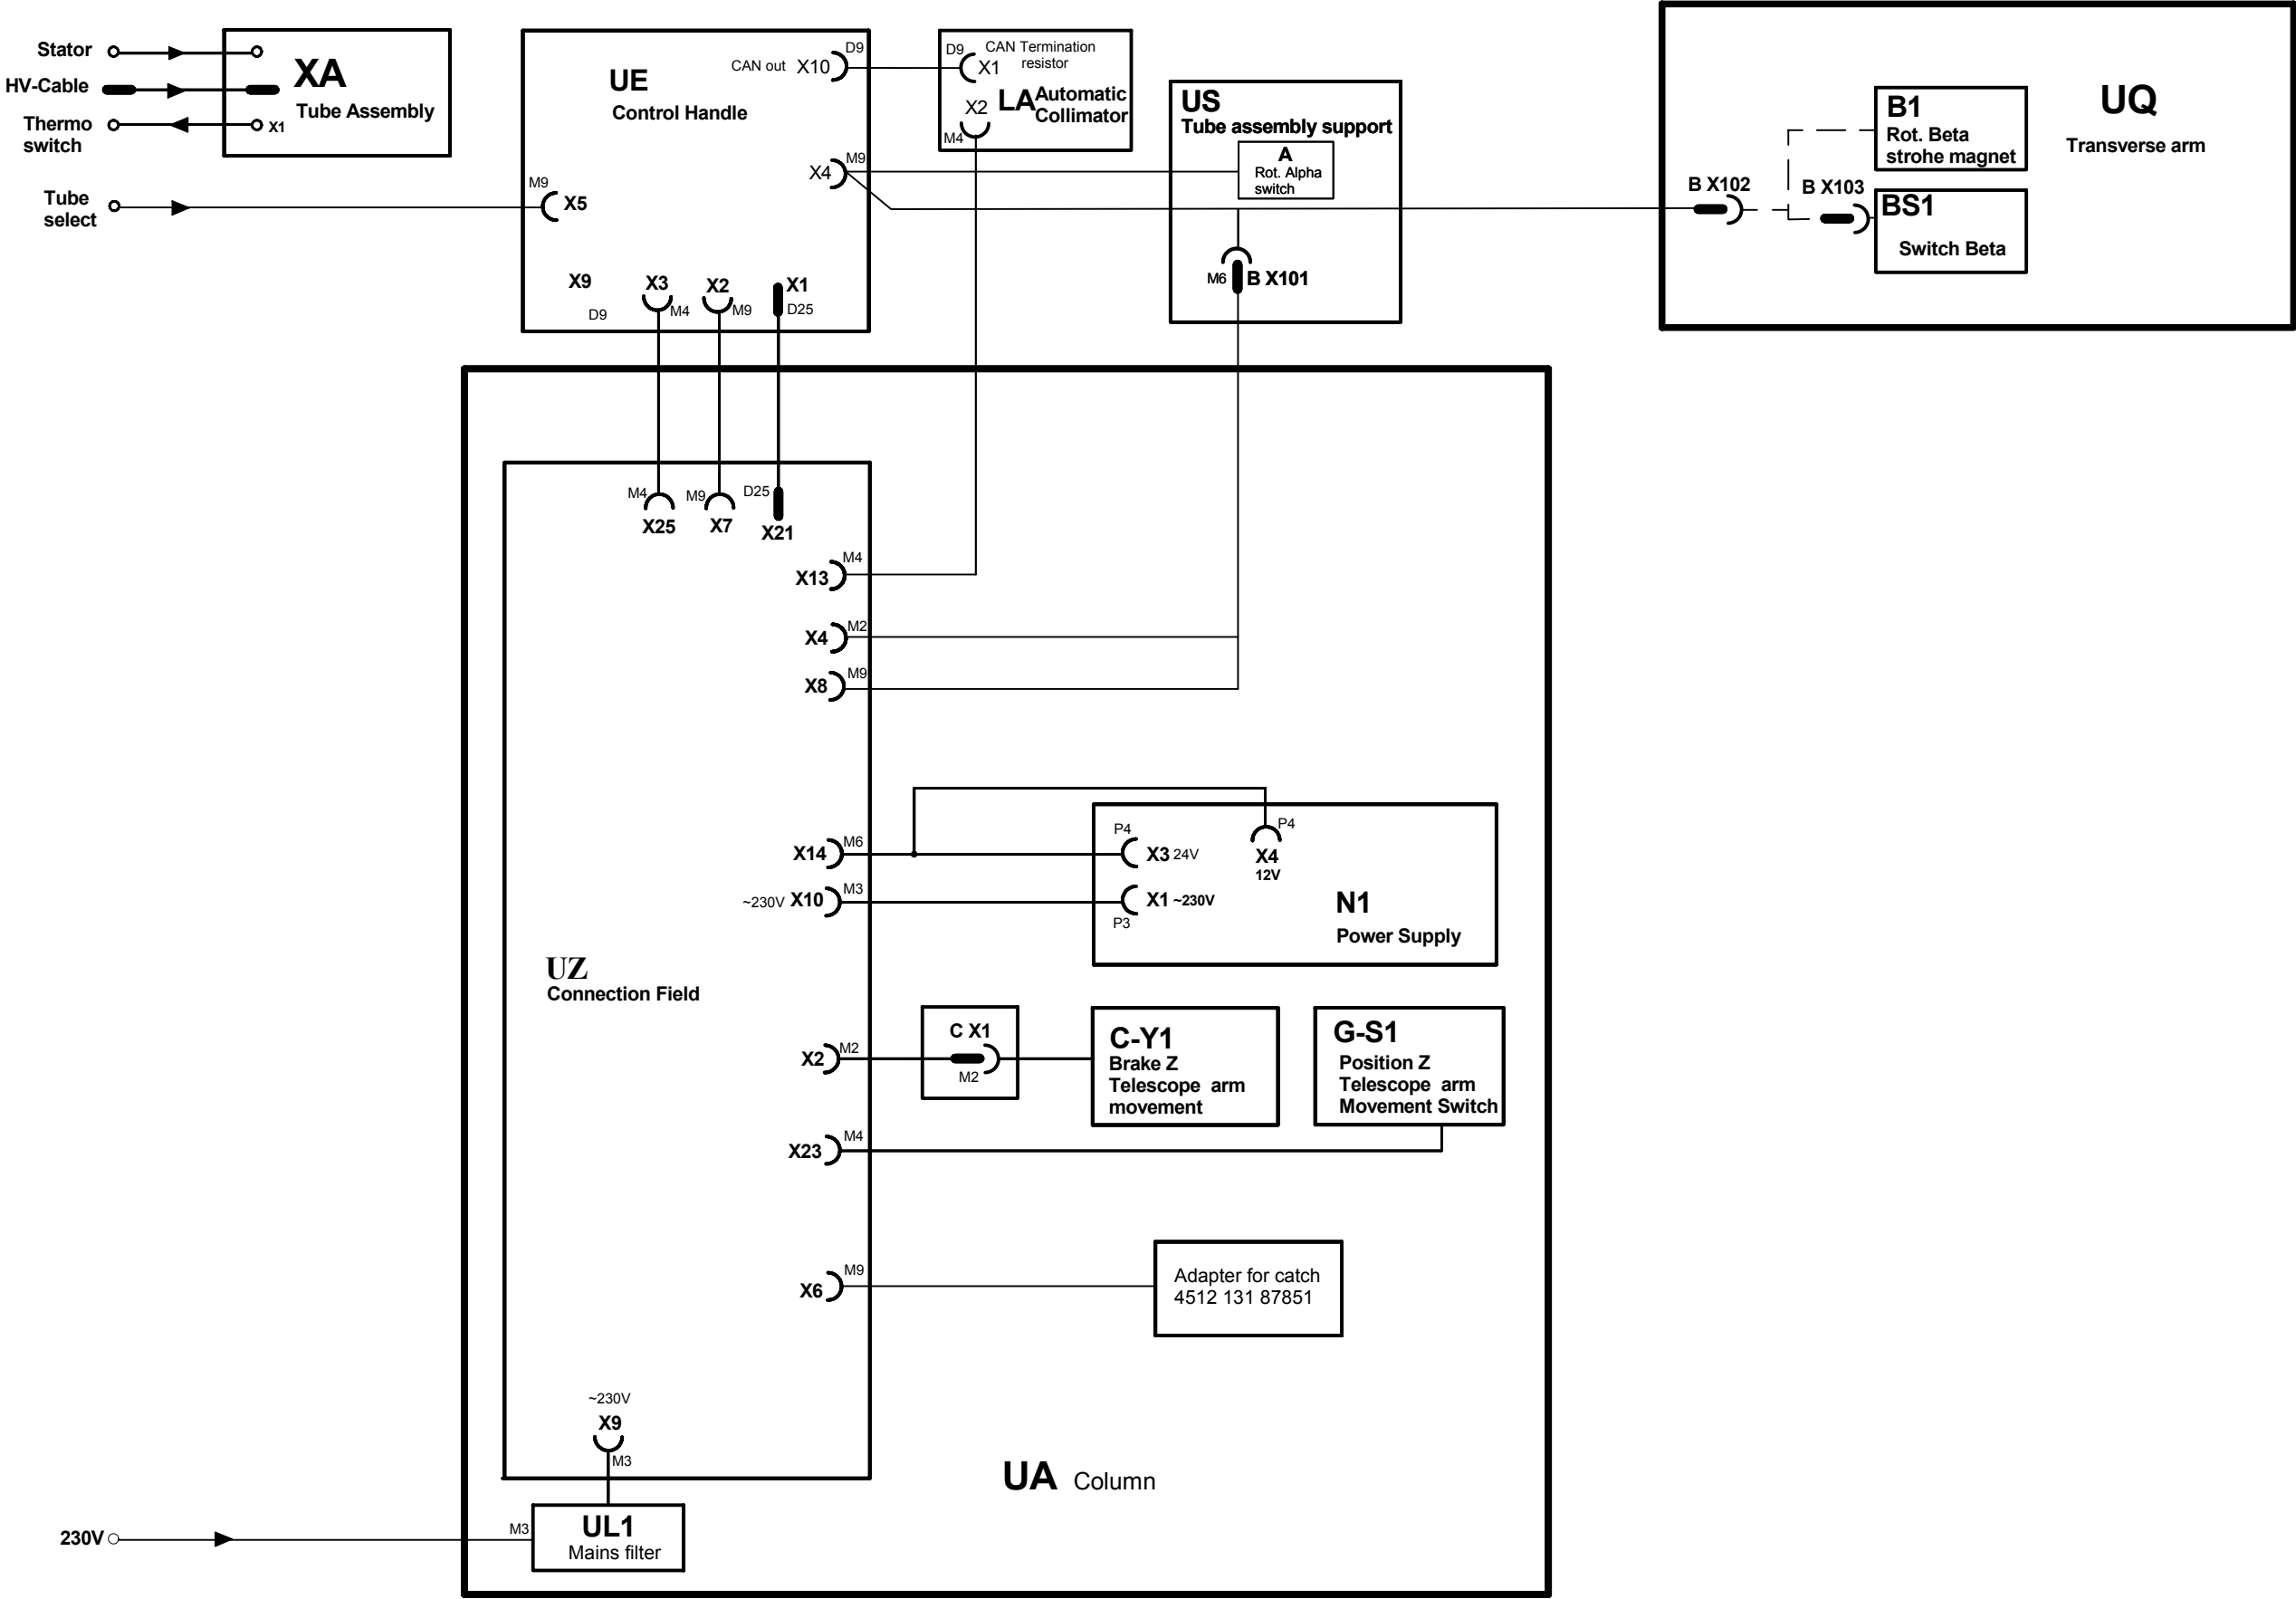 Stator
HV-Cable
Thermo
switch
X1
XA
Tube Assembly
Tube
select
UE
Control Handle
CAN out X10
D9
X4
M9
M9
X5
X9
D9
X3
M4
X2
M9
X1
D25
D9
CAN Termination
resistor
X1
X2
LA Automatic
Collimator
M4
US
Tube assembly support
A
Rot. Alpha
switch
M6
B X101
UQ
Transverse arm
B1
Rot. Beta
strohe magnet
B X102
B X103
BS1
Switch Beta
M4
X25
M9
X7
D25
X21
X13
M4
X4
M2
X8
M9
X14
M6
~230V X10
M3
P4
X3 24V
P4
X4
12V
X1 ~230V
P3
N1
Power Supply
UZ
Connection Field
X2
M2
C X1
M2
C-Y1
Brake Z
Telescope arm
movement
G-S1
Position Z
Telescope arm
Movement Switch
X23
M4
X6
M9
Adapter for catch
4512 131 87851
~230V
X9
M3
UA Column
230V
M3
UL1
Mains filter